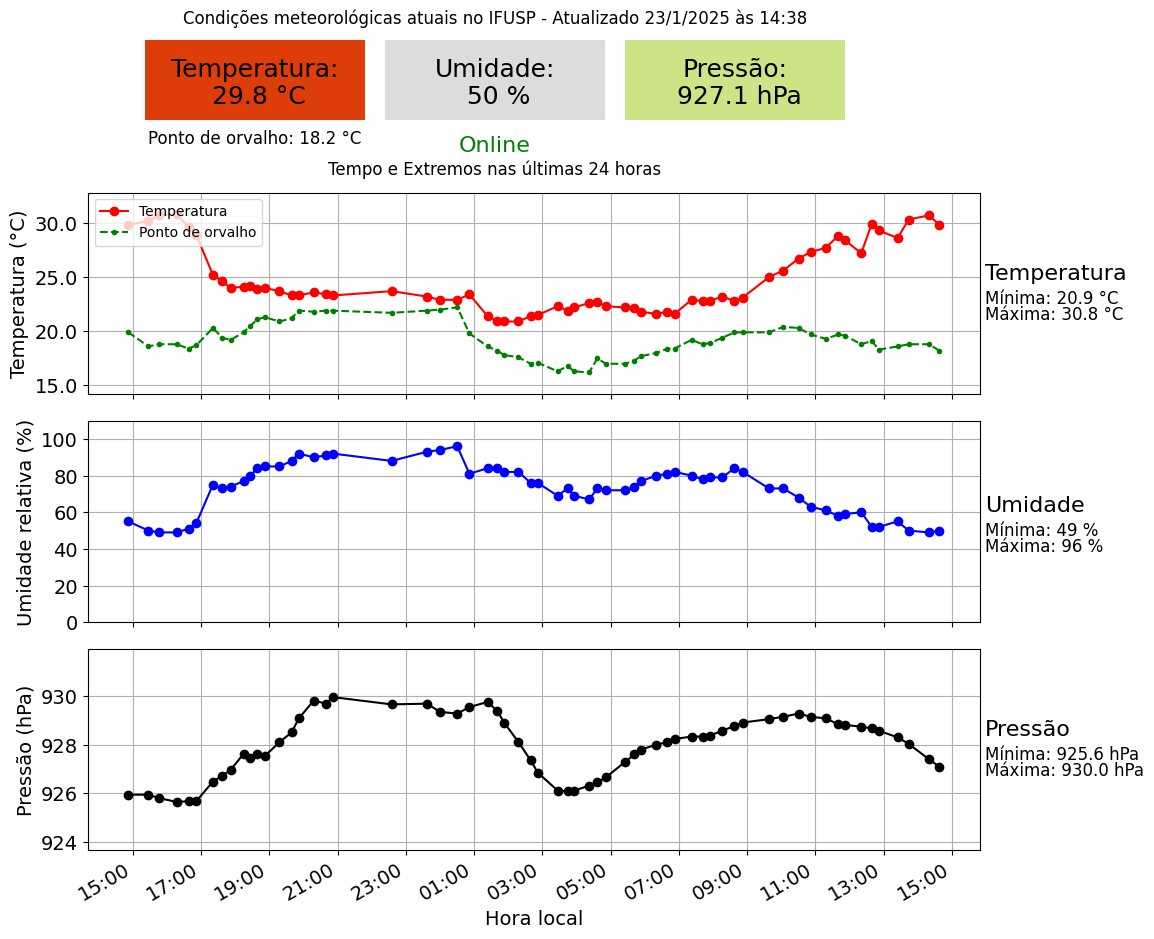 Condições meteorológicas atuais no IFUSP - Atualizado 23/1/2025 às 14:38
Temperatura:
29.8 °C
Umidade:
50 %
Pressão:
927.1 hPa
Ponto de orvalho: 18.2 °C
Online
Tempo e Extremos nas últimas 24 horas
Temperatura (°C)
30.0
25.0
20.0
15.0
Temperatura
Ponto de orvalho
Temperatura
Mínima: 20.9 °C
Máxima: 30.8 °C
Umidade relativa (%)
100
80
60
40
20
0
Umidade
Mínima: 49 %
Máxima: 96 %
Pressão (hPa)
930
928
926
924
Pressão
Mínima: 925.6 hPa
Máxima: 930.0 hPa
15:00
17:00
19:00
21:00
23:00
01:00
03:00
05:00
07:00
09:00
11:00
13:00
15:00
Hora local